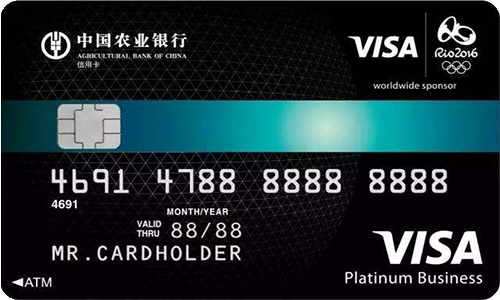 中国农业银行
AGRICULTURAL BANK OF CHINA
信用卡
VISA
Rio2016
worldwide sponsor
4691 4788 8888 8888
4691
MONTH/YEAR
VALID THRU 88/88
MR.CARDHOLDER
VISA
Platinum Business
ATM